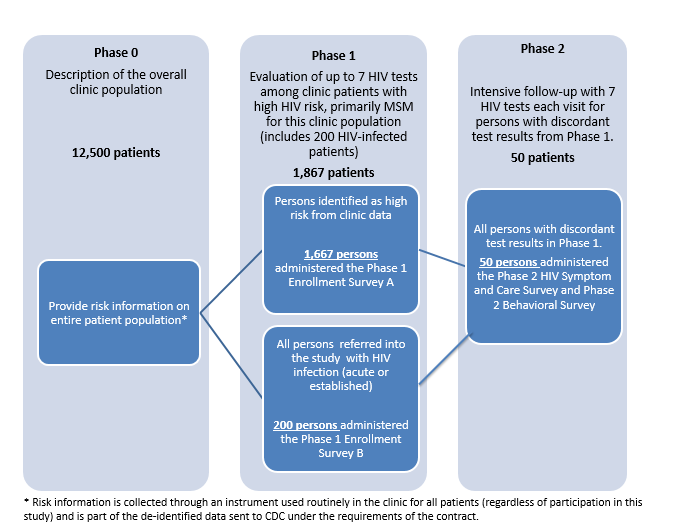 Phase 0
Description of the overall
clinic population
12,500 patients
Provide risk information on
entire patient population*
Phase 1
Evaluation of up to 7 HIV tests
among clinic patients with
high HIV risk, primarily MSM
for this clinic population
(includes 200 HIV-infected
patients)
1,867 patients
Persons identified as high
risk from clinic data
1,667 persons
administered the Phase 1
Enrollment Survey A
All persons referred into
the study with HIV
infection (acute or
established)
200 persons administered
the Phase 1 Enrollment
Survey B
Phase 2
Intensive follow-up with 7
HIV tests each visit for
persons with discordant
test results from Phase 1.
50 patients
All persons with discordant
test results in Phase 1.
50 persons administered
the Phase 2 HIV Symptom
and Care Survey and Phase
2 Behavioral Survey
* Risk information is collected through an instrument used routinely in the clinic for all patients (regardless of participation in this
study) and is part of the de-identified data sent to CDC under the requirements of the contract.